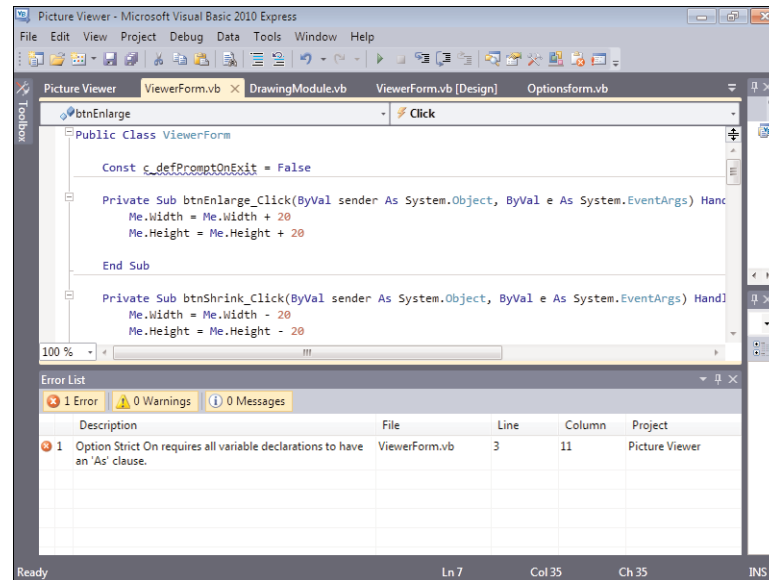 Picture Viewer - Microsoft Visual Basic 2010 Express
File Edit View Project Debug Data Tools Window Help
Toolbox
Picture Viewer ViewerForm.vb DrawingModule.vb ViewerForm.vb [Design] Optionsform.vb
btnEnlarge Click
Public Class ViewerForm
Const c_defPromptOnExit = False
Private Sub btnEnlarge_Click(ByVal sender As System.Object, ByVal e As System.EventArgs) Hand
Me.Width = Me.Width + 20
Me.Height = Me.Height + 20
End Sub
Private Sub btnShrink_Click(ByVal sender As System.Object, ByVal e As System.EventArgs) Handl
Me.Width = Me.Width - 20
Me.Height = Me.Height - 20
100 %
Error List
1 Error 0 Warnings 0 Messages
Description File Line Column Project
1 Option Strict On requires all variable declarations to have ViewerForm.vb 3 11 Picture Viewer
an 'As' clause.
Ready Ln 7 Col 35 Ch 35 INS